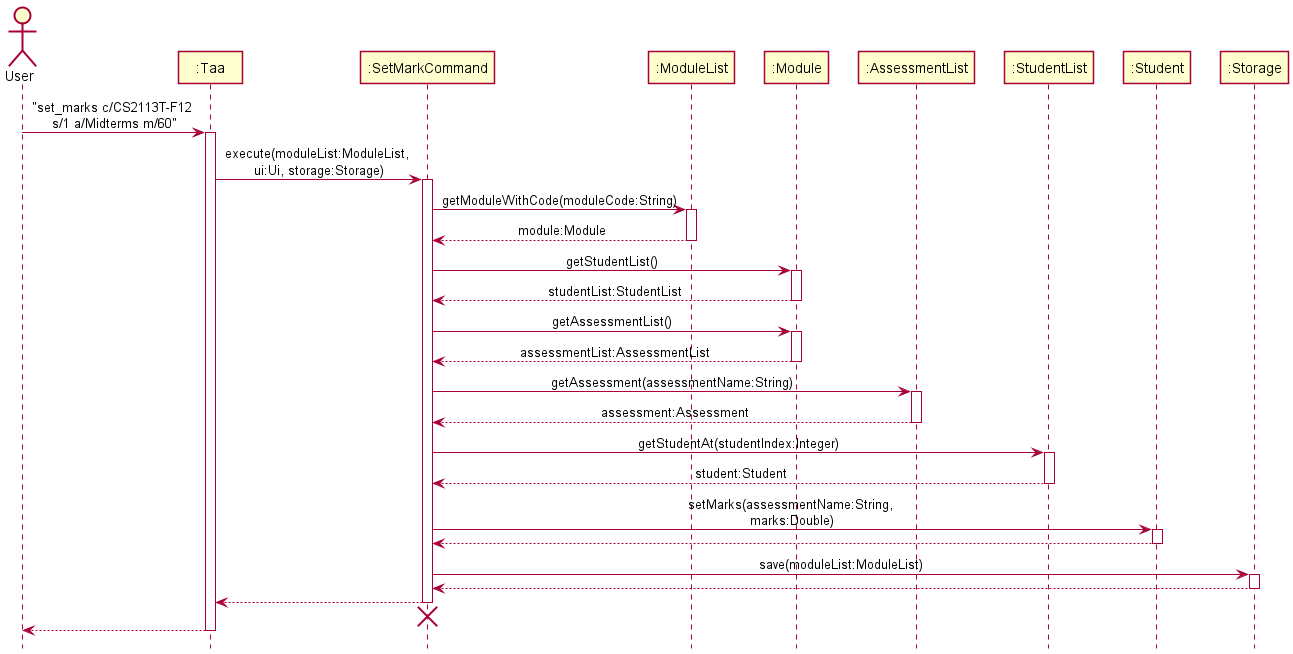 User
:Taa
:SetMarkCommand
:ModuleList
:Module
:AssessmentList
:StudentList
:Student
:Storage
"set_marks c/CS2113T-F12
s/1 a/Midterms m/60"
execute(moduleList:ModuleList,
ui:Ui, storage:Storage)
getModuleWithCode(moduleCode:String)
module:Module
getStudentList()
studentList:StudentList
getAssessmentList()
assessmentList:AssessmentList
getAssessment(assessmentName:String)
assessment:Assessment
getStudentAt(studentIndex:Integer)
student:Student
setMarks(assessmentName:String,
marks:Double)
save(moduleList:ModuleList)